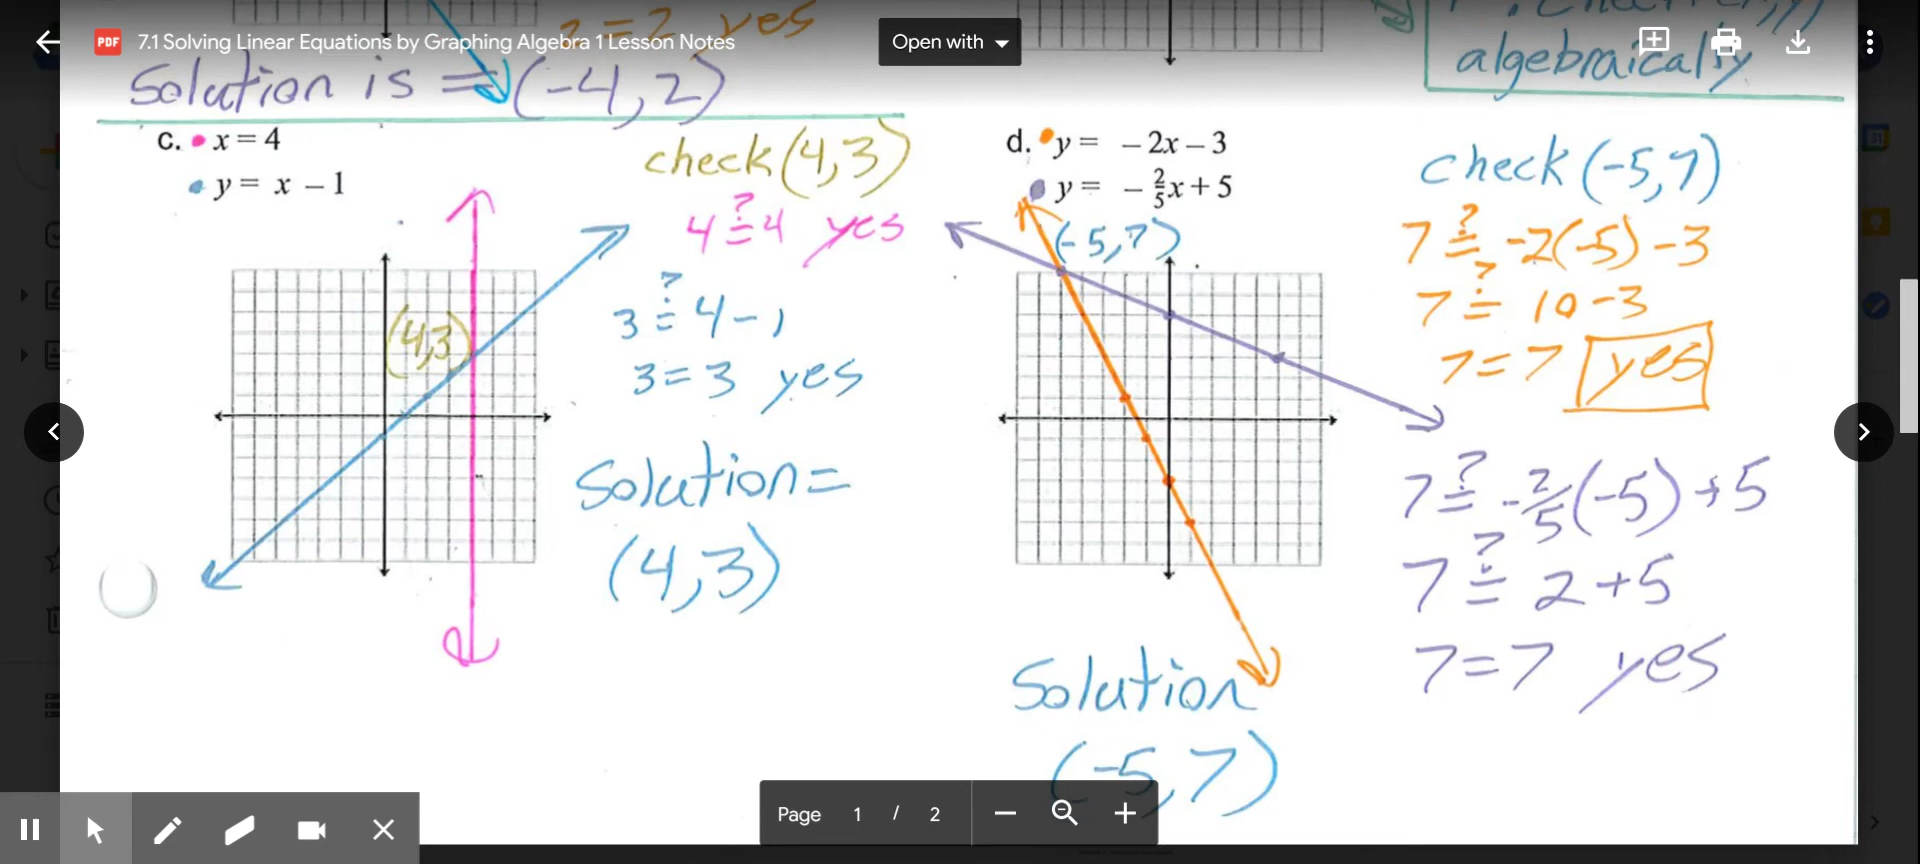 2 = 2 yes
7.1 Solving Linear Equations by Graphing Algebra 1 Lesson Notes
Open with
algebraically
Solution is = (-4, 2)
c. x = 4
y = x - 1
check (4,3)
4 ≟ 4 yes
3 ≟ 4 - 1
3 = 3 yes
(4,3)
Solution =
(4,3)
d. y = -2x - 3
y = -2/5x + 5
(-5,7)
check (-5,7)
7 ≟ -2(-5) - 3
7 ≟ 10 - 3
7 = 7 yes
7 ≟ -2/5(-5) + 5
7 ≟ 2 + 5
7 = 7 yes
Solution
(-5,7)
Page 1 / 2